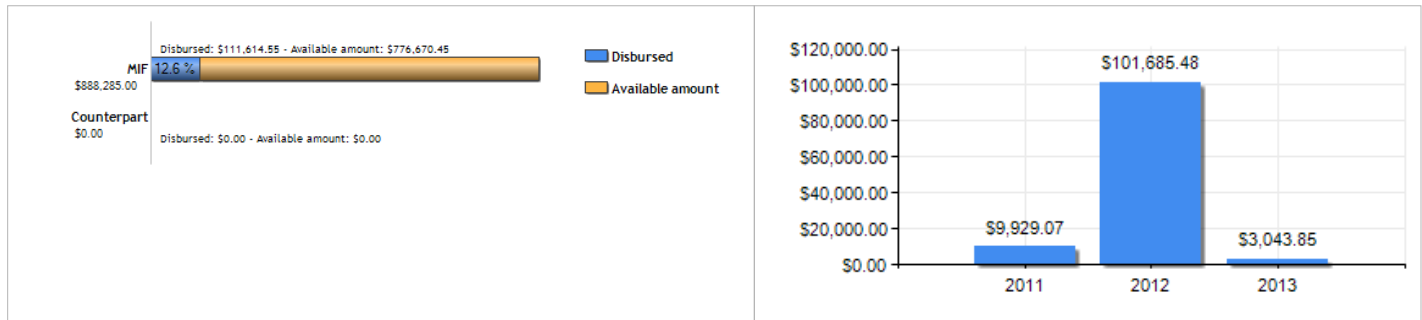 Disbursed: $111,614.55 - Available amount: $776,670.45
MIF 12.6 %
$888,285.00
Counterpart
$0.00
Disbursed: $0.00 - Available amount: $0.00
Disbursed
Available amount
$120,000.00
$101,685.48
$100,000.00
$80,000.00
$60,000.00
$40,000.00
$20,000.00
$9,929.07
$3,043.85
$0.00
2011 2012 2013